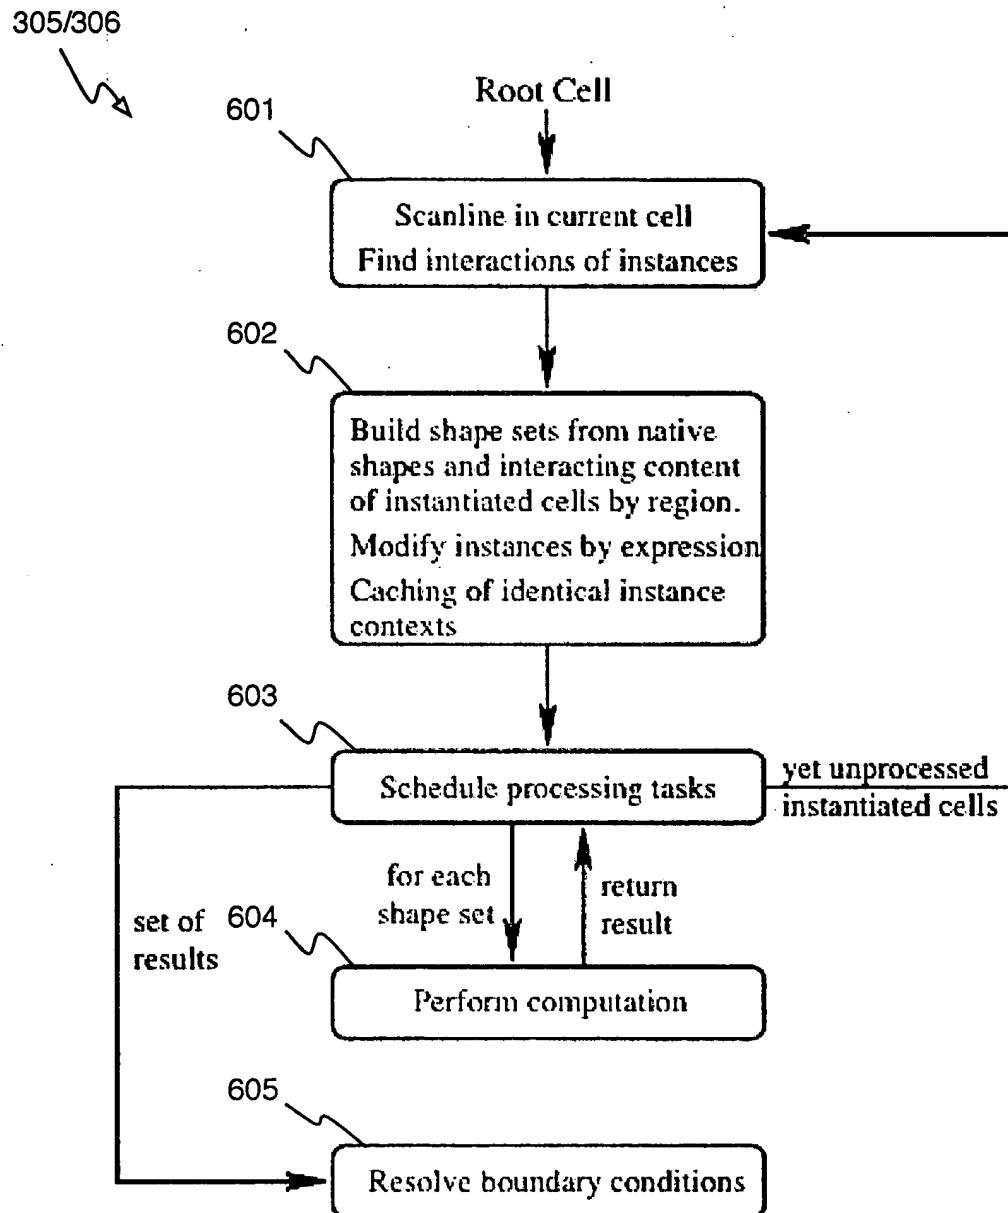 305/306
Root Cell
601
Scanline in current cell
Find interactions of instances
602
Build shape sets from native
shapes and interacting content
of instantiated cells by region.
Modify instances by expression
Caching of identical instance
contexts
603
Schedule processing tasks
yet unprocessed
instantiated cells
for each
shape set
return
result
set of
results
604
Perform computation
605
Resolve boundary conditions